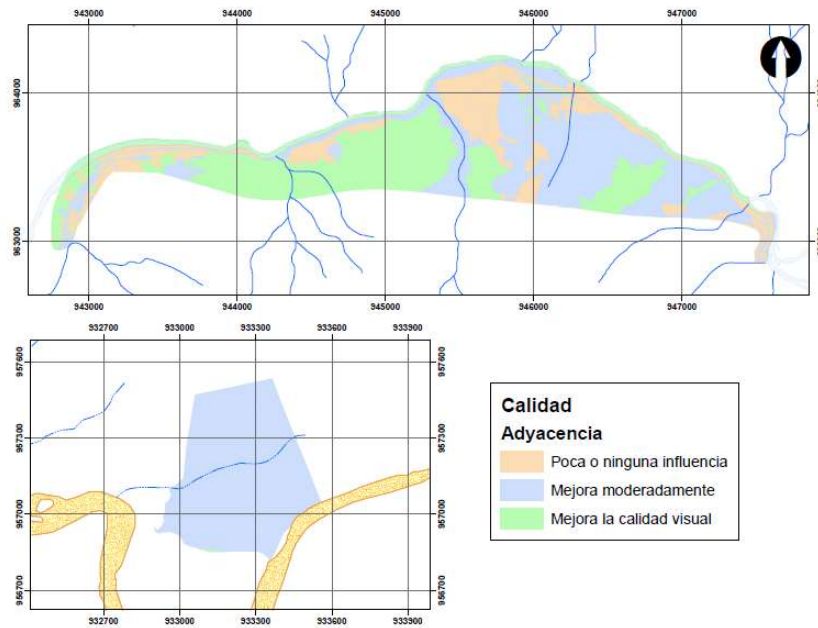 943000 944000 945000 946000 947000
964000
963000
943000 944000 945000 946000 947000
932700 933000 933300 933600 933900
957600 957600
957300 957300
957000 957000
956700 956700
932700 933000 933300 933600 933900
Calidad
Adyacencia
Poca o ninguna influencia
Mejora moderadamente
Mejora la calidad visual